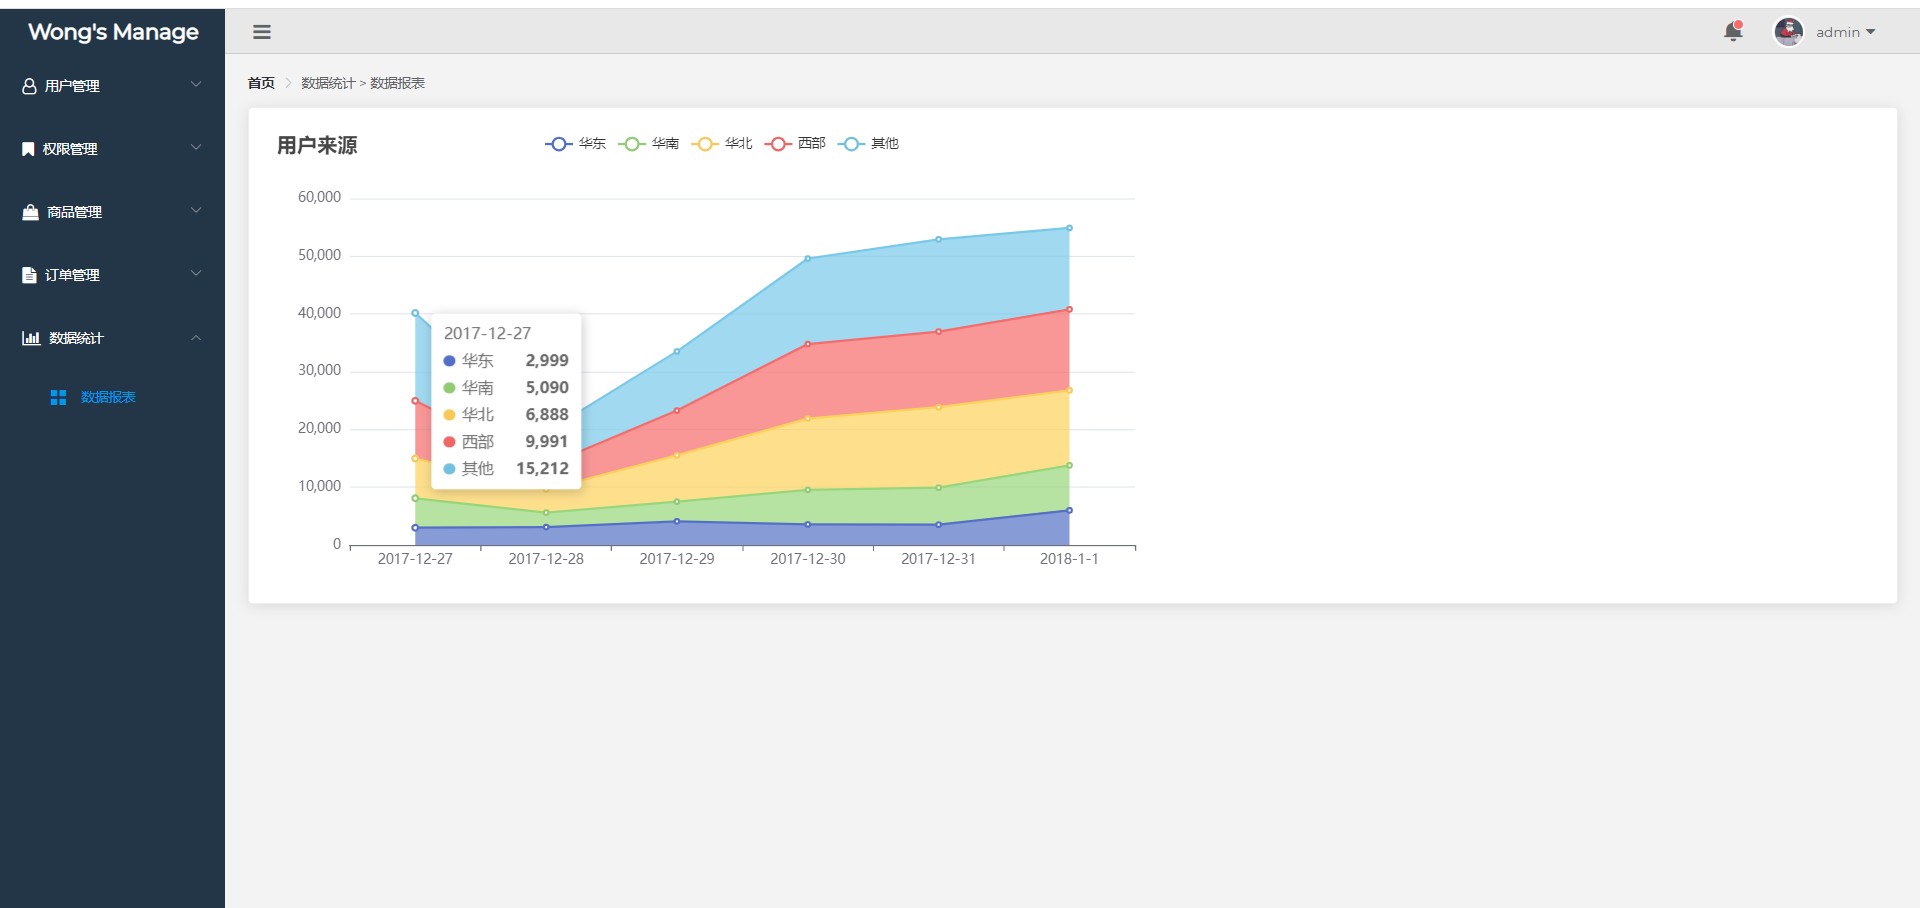 Wong's Manage
admin
用户管理
权限管理
商品管理
订单管理
数据统计
数据报表
首页 数据统计 > 数据报表
用户来源
华东 华南 华北 西部 其他
60,000
50,000
40,000
30,000
20,000
10,000
0
2017-12-27
华东 2,999
华南 5,090
华北 6,888
西部 9,991
其他 15,212
2017-12-27 2017-12-28 2017-12-29 2017-12-30 2017-12-31 2018-1-1